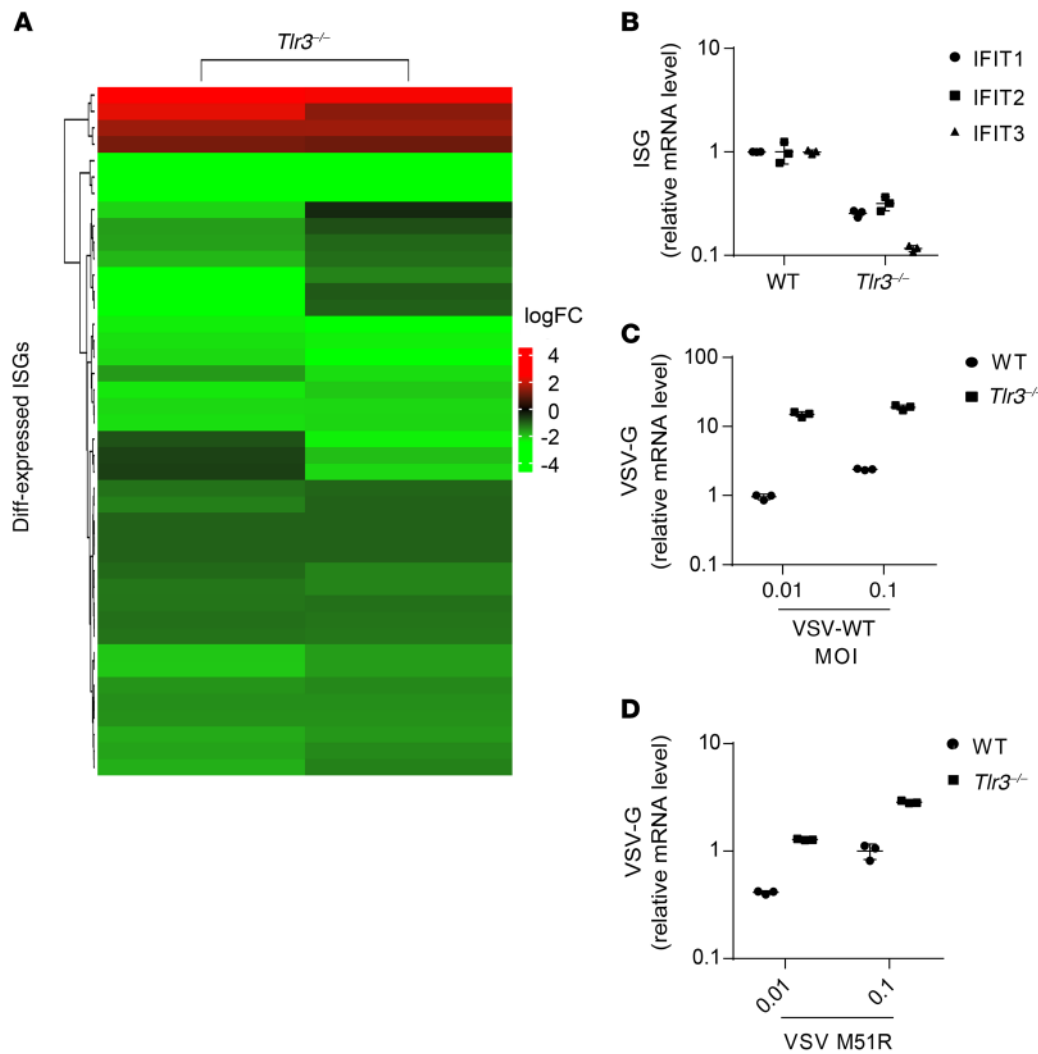 A
Tlr3–/–
Diff-expressed ISGs
logFC
4
2
0
-2
-4
B
ISG
(relative mRNA level)
10
1
0.1
WT
Tlr3–/–
IFIT1
IFIT2
IFIT3
C
VSV-G
(relative mRNA level)
100
10
1
0.1
0.01
0.1
VSV-WT
MOI
WT
Tlr3–/
D
VSV-G
(relative mRNA level)
10
1
0.1
0.01
0.1
VSV M51R
WT
Tlr3–/–